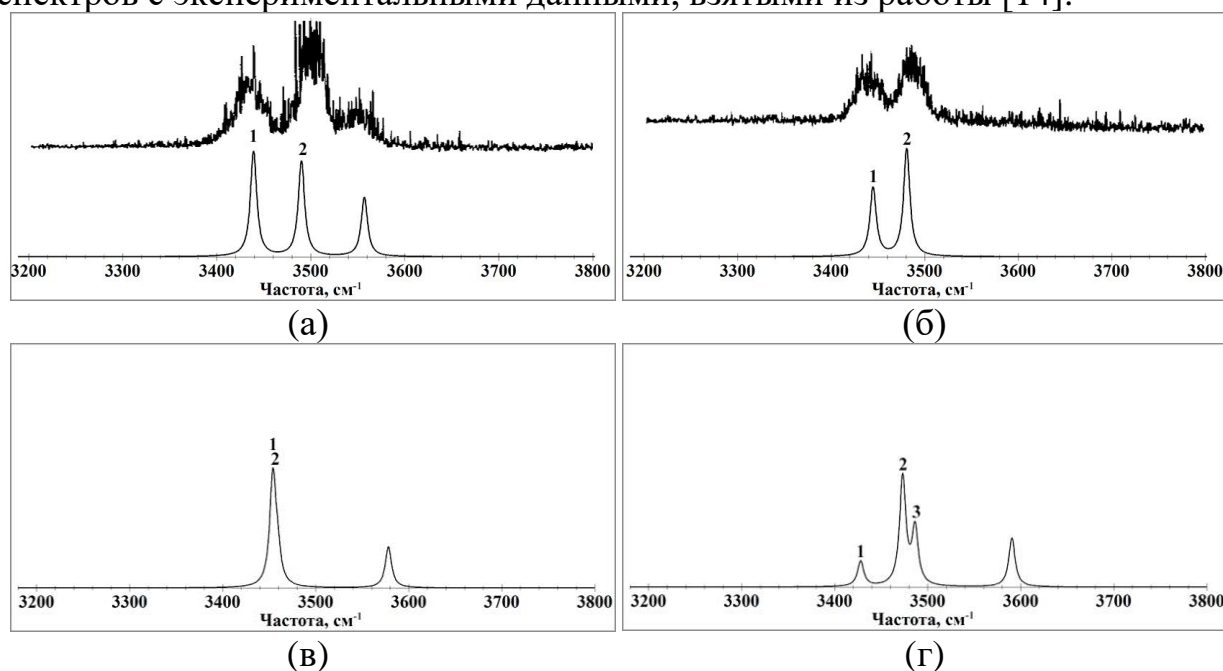 спектров с экспериментальными данными, взятыми из работы [14].
1 2
3200 3300 3400 3500 3600 3700 3800
Частота, см⁻¹
(а)
1 2
3200 3300 3400 3500 3600 3700 3800
Частота, см⁻¹
(б)
1
2
3200 3300 3400 3500 3600 3700 3800
Частота, см⁻¹
(в)
1 2 3
3200 3300 3400 3500 3600 3700 3800
Частота, см⁻¹
(г)